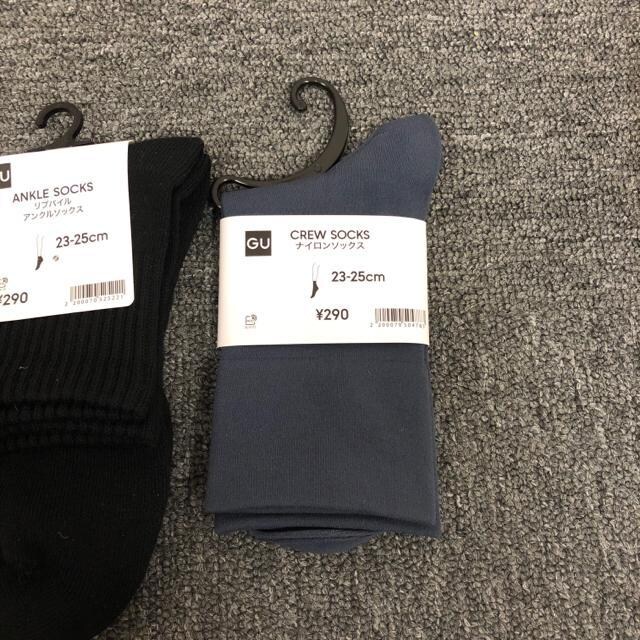 U
ANKLE SOCKS
リブパイル
アンクルソックス
23-25cm
¥290
GU
CREW SOCKS
ナイロンソックス
23-25cm
¥290